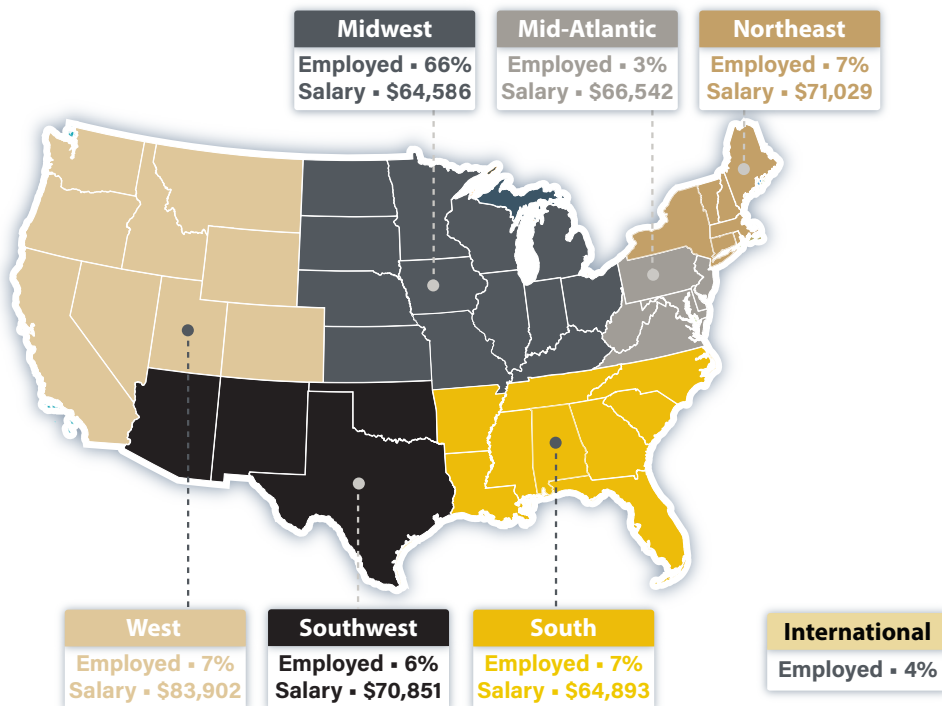 Midwest
Employed ▪ 66%
Salary ▪ $64,586
Mid-Atlantic
Employed ▪ 3%
Salary ▪ $66,542
Northeast
Employed ▪ 7%
Salary ▪ $71,029
West
Employed ▪ 7%
Salary ▪ $83,902
Southwest
Employed ▪ 6%
Salary ▪ $70,851
South
Employed ▪ 7%
Salary ▪ $64,893
International
Employed ▪ 4%